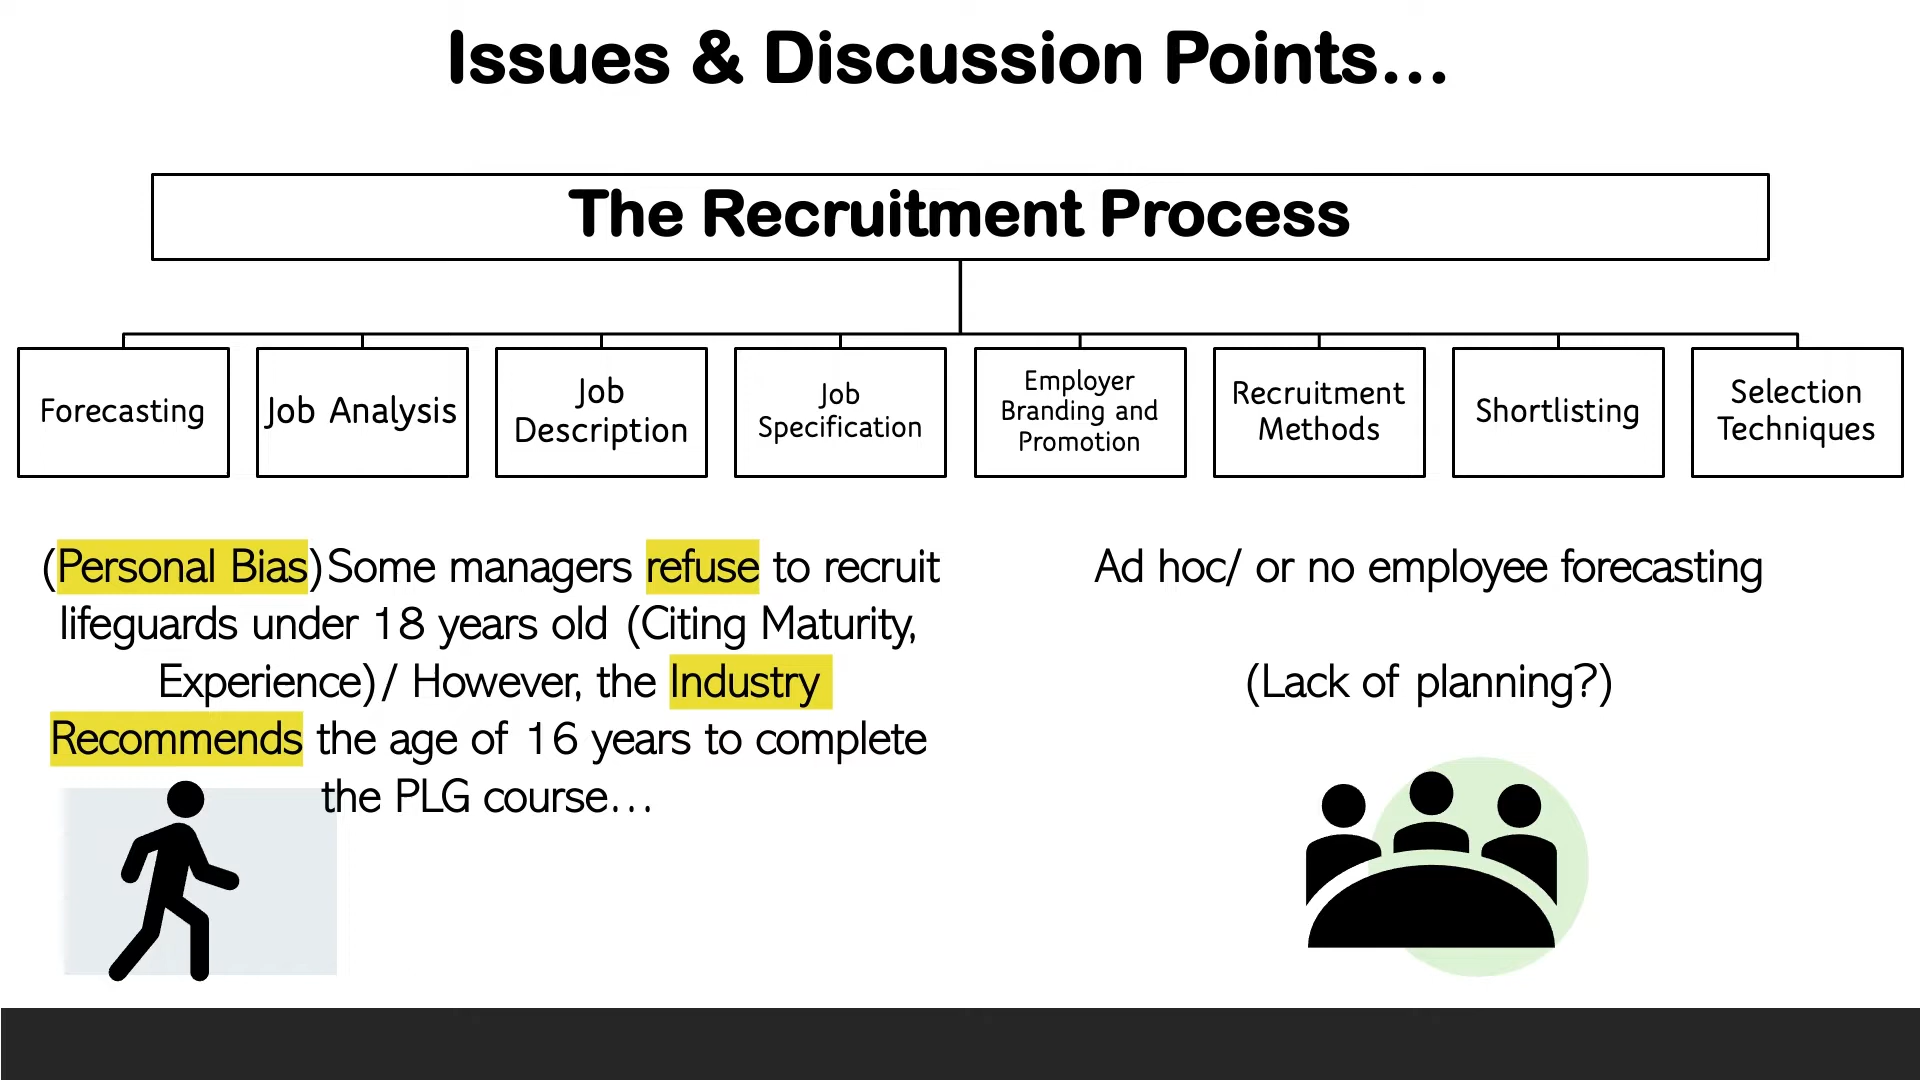 Issues & Discussion Points...
The Recruitment Process
Forecasting
Job Analysis
Job
Description
Job
Specification
Employer
Branding and
Promotion
Recruitment
Methods
Shortlisting
Selection
Techniques
(Personal Bias)Some managers refuse to recruit
lifeguards under 18 years old (Citing Maturity,
Experience)/ However, the Industry
Recommends the age of 16 years to complete
the PLG course...
Ad hoc/ or no employee forecasting
(Lack of planning?)